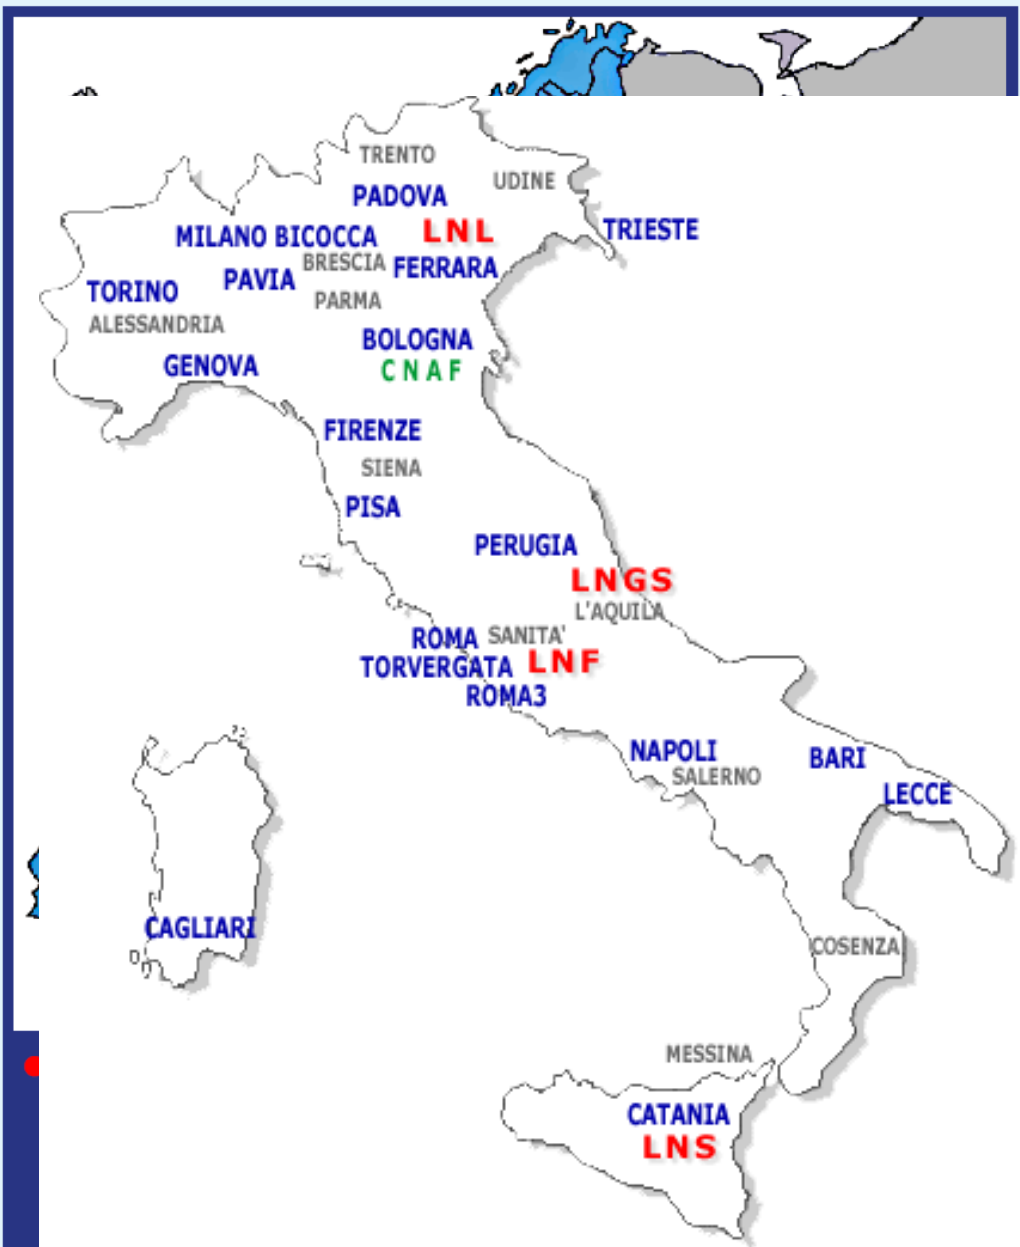 TRENTO
UDINE
PADOVA
LNL
TRIESTE
MILANO BICOCCA
BRESCIA
FERRARA
PAVIA
TORINO
PARMA
ALESSANDRIA
BOLOGNA
CNAF
GENOVA
FIRENZE
SIENA
PISA
PERUGIA
LNGS
L'AQUILA
ROMA
SANITA'
TORVERGATA
LNF
ROMA3
NAPOLI
SALERNO
BARI
LECCE
CAGLIARI
COSENZA
MESSINA
CATANIA
LNS